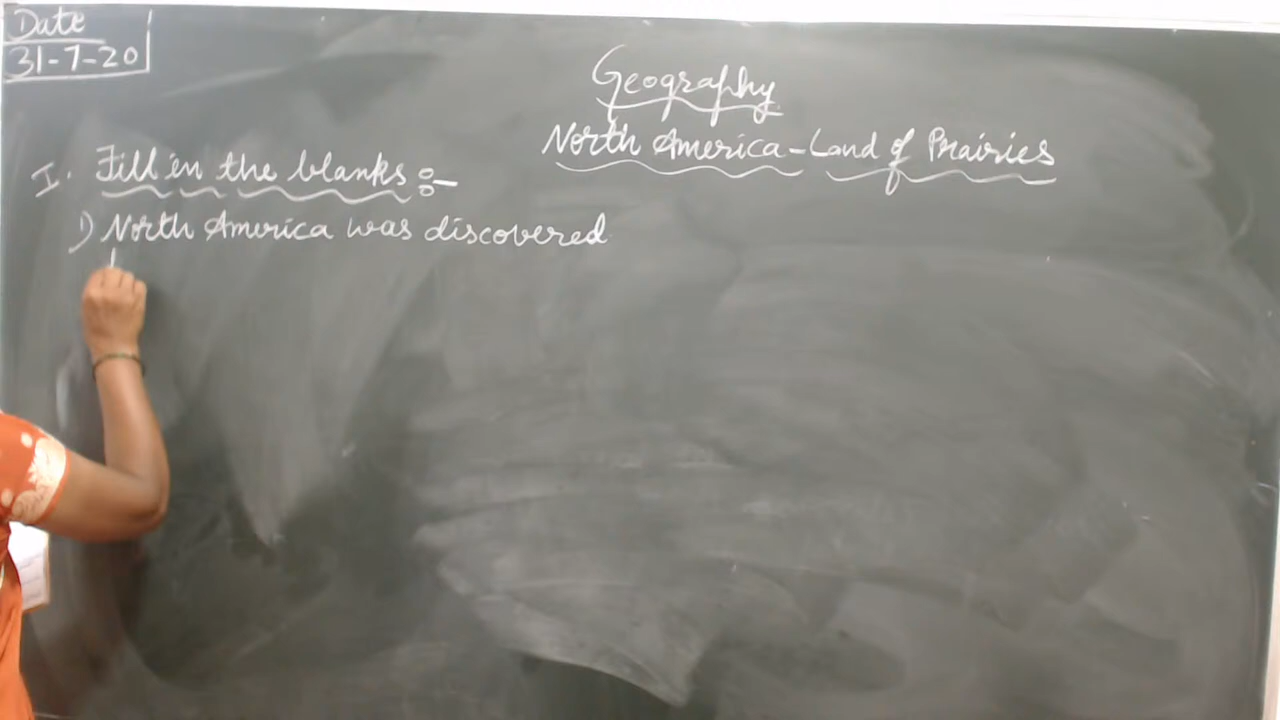 Date
31-7-20
Geography
North America-Land of Prairies
I. Fill in the blanks :-
1) North America was discovered